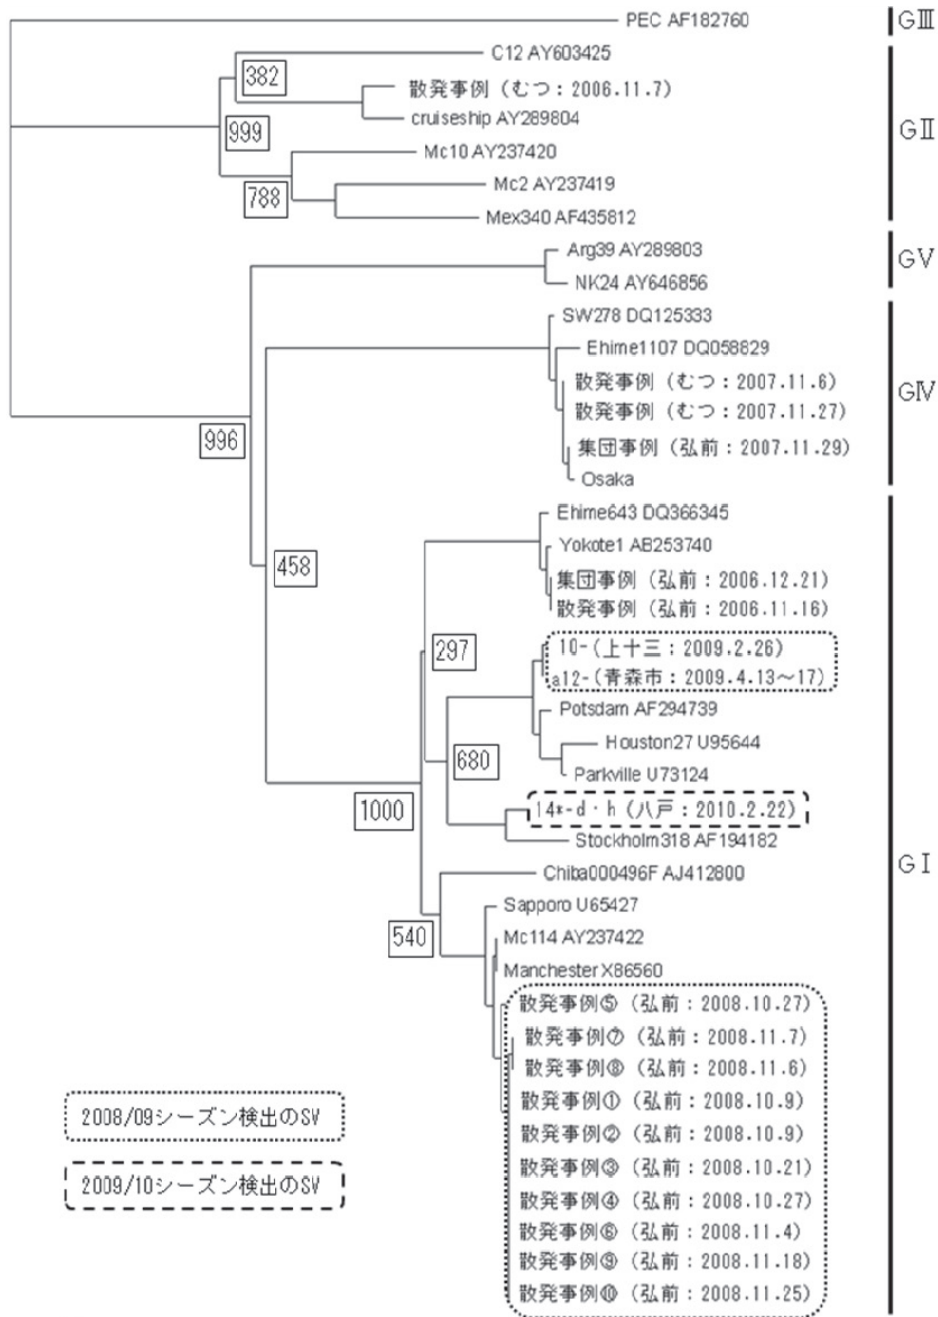 PEC AF182760
GⅢ
C12 AY603425
382
散発事例 (むつ：2006.11.7)
cruiseship AY289804
999
GⅡ
Mc10 AY237420
788
Mc2 AY237419
Mex340 AF435812
Arg39 AY289803
GⅤ
NK24 AY646856
SW278 DQ125333
Ehime1107 DQ058829
散発事例 (むつ：2007.11.6)
GⅣ
散発事例 (むつ：2007.11.27)
996
集団事例 (弘前：2007.11.29)
Osaka
Ehime643 DQ366345
Yokote1 AB253740
458
集団事例 (弘前：2006.12.21)
散発事例 (弘前：2006.11.16)
297
10-(上十三：2009.2.26)
a12-(青森市：2009.4.13～17)
Potsdam AF294739
Houston27 U95644
680
Parkville U73124
1000
14*-d・h (八戸：2010.2.22)
Stockholm318 AF194182
GⅠ
Chiba000496F AJ412800
Sapporo U65427
540
Mc114 AY237422
Manchester X86560
散発事例⑤ (弘前：2008.10.27)
散発事例⑦ (弘前：2008.11.7)
散発事例⑧ (弘前：2008.11.6)
散発事例① (弘前：2008.10.9)
2008/09シーズン検出のSV
散発事例② (弘前：2008.10.9)
散発事例③ (弘前：2008.10.21)
2009/10シーズン検出のSV
散発事例④ (弘前：2008.10.27)
散発事例⑥ (弘前：2008.11.4)
散発事例⑨ (弘前：2008.11.18)
散発事例⑩ (弘前：2008.11.25)